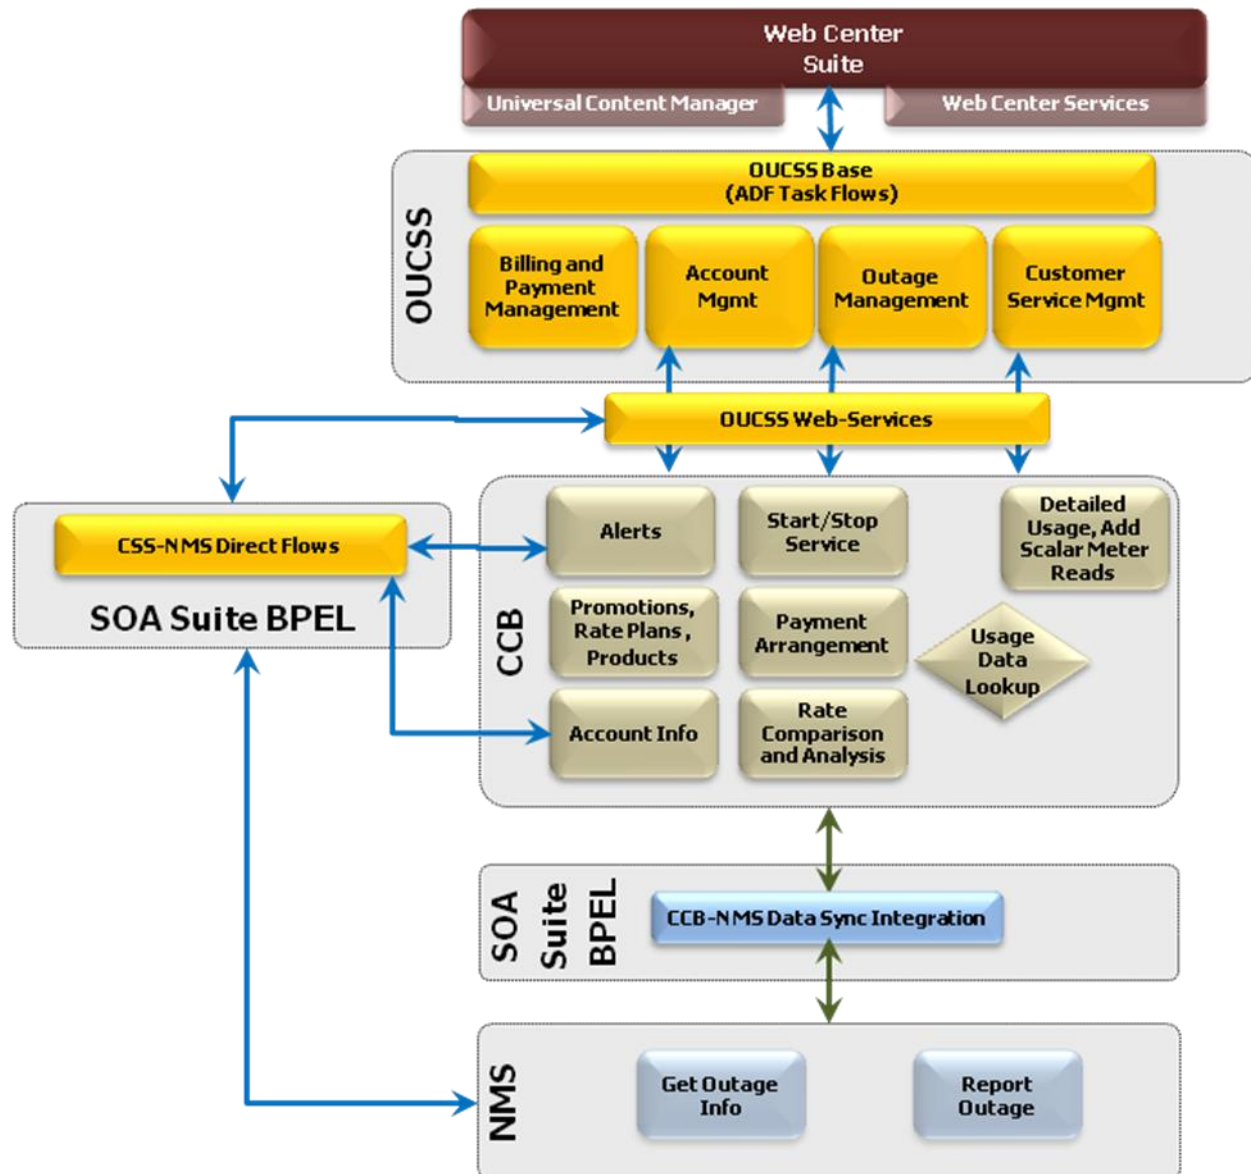 Web Center
Suite
Universal Content Manager
Web Center Services
OUCSS
OUCSS Base
(ADF Task Flows)
Billing and
Payment
Management
Account
Mgmt
Outage
Management
Customer
Service Mgmt
OUCSS Web-Services
CSS-NMS Direct Flows
SOA Suite BPEL
CCB
Alerts
Start/Stop
Service
Detailed
Usage, Add
Scalar Meter
Reads
Promotions,
Rate Plans ,
Products
Payment
Arrangement
Usage
Data
Lookup
Account Info
Rate
Comparison
and Analysis
SOA
Suite
BPEL
CCB-NMS Data Sync Integration
NMS
Get Outage
Info
Report
Outage